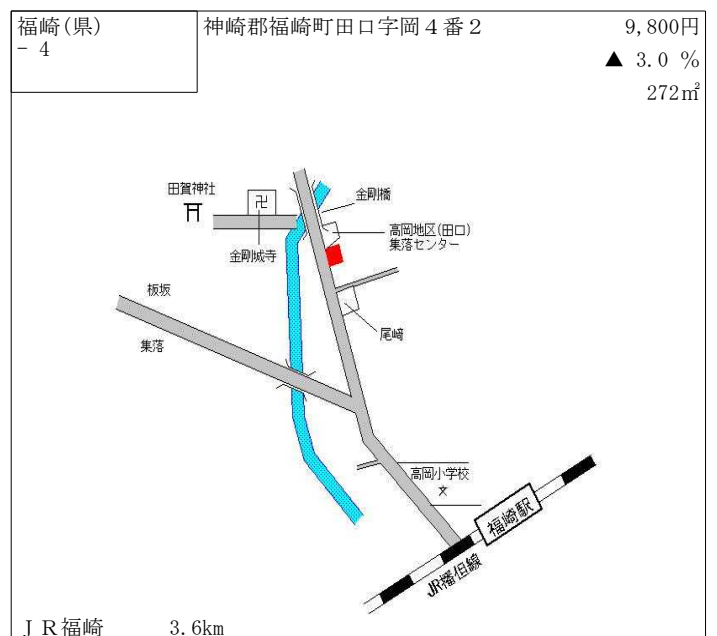 福崎(県)
－4
神崎郡福崎町田口字岡４番２
9,800円
▲ 3.0 %
272㎡
田賀神社
卍
金剛城寺
金剛橋
高岡地区(田口)
集落センター
板坂
集落
尾﨑
高岡小学校
文
福崎駅
JR播但線
ＪＲ福崎 3.6km